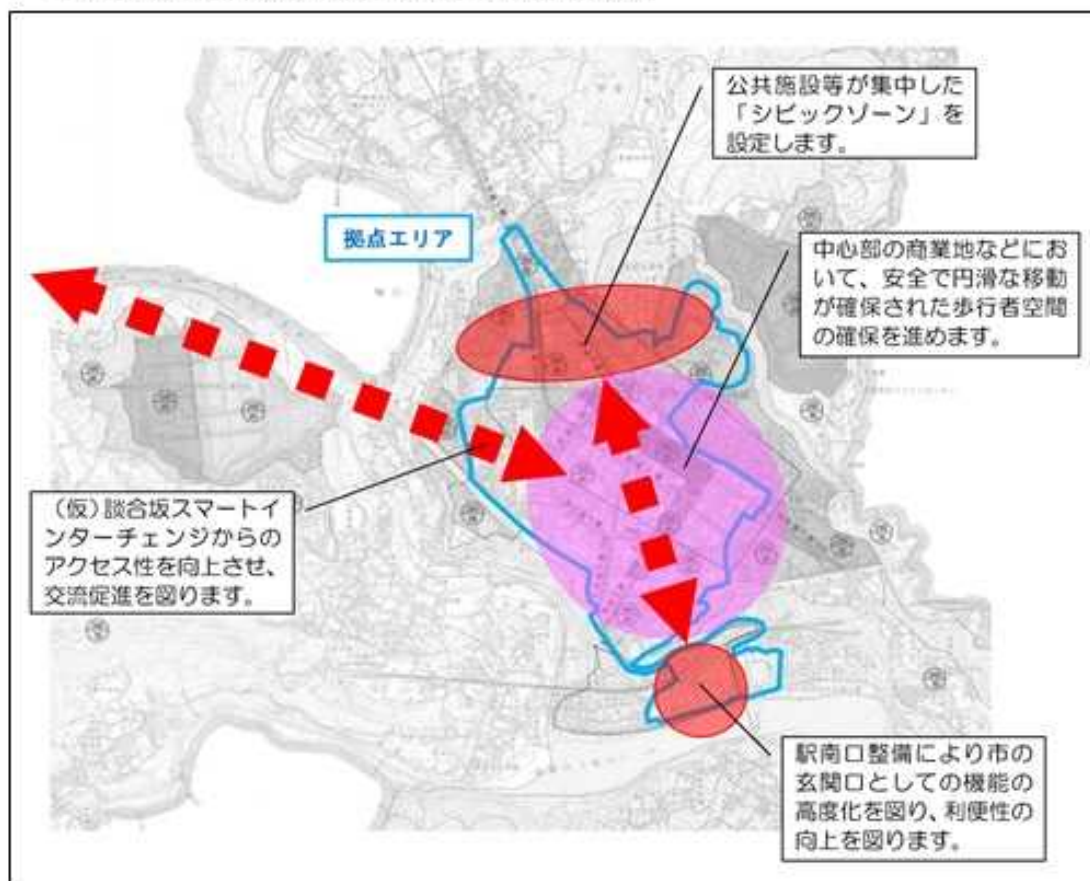 公共施設等が集中した
「シビックゾーン」を
設定します。
拠点エリア
中心部の商業地などにお
いて、安全で円滑な移動
が確保された歩行者空間
の確保を進めます。
(仮)談合坂スマートイ
ンターチェンジからの
アクセス性を向上させ、
交流促進を図ります。
駅南口整備により市の
玄関口としての機能の
高度化を図り、利便性の
向上を図ります。